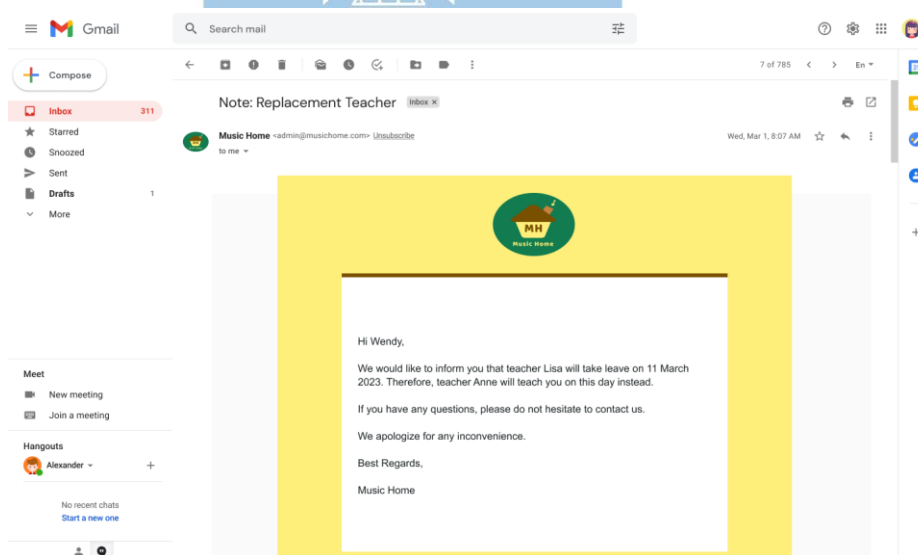 Gmail
Search mail
Compose
7 of 785
En
Inbox 311
Starred
Snoozed
Sent
Drafts 1
More
Note: Replacement Teacher Inbox ×
Music Home <admin@musichome.com> Unsubscribe
Wed, Mar 1, 8:07 AM
to me
MH
Music Home
Hi Wendy,
We would like to inform you that teacher Lisa will take leave on 11 March
2023. Therefore, teacher Anne will teach you on this day instead.
If you have any questions, please do not hesitate to contact us.
We apologize for any inconvenience.
Best Regards,
Music Home
Meet
New meeting
Join a meeting
Hangouts
Alexander
No recent chats
Start a new one